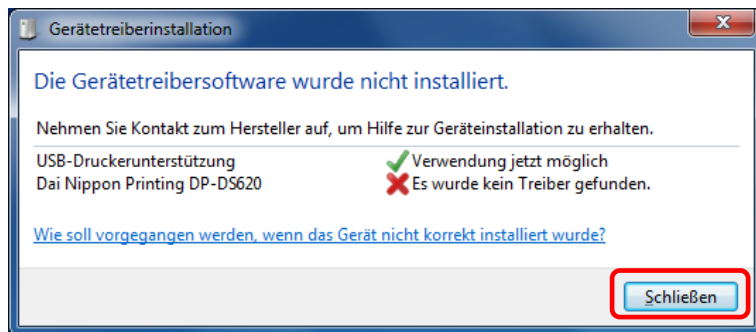 Gerätetreiberinstallation
Die Gerätetreibersoftware wurde nicht installiert.
Nehmen Sie Kontakt zum Hersteller auf, um Hilfe zur Geräteinstallation zu erhalten.
USB-Druckerunterstützung Verwendung jetzt möglich
Dai Nippon Printing DP-DS620 Es wurde kein Treiber gefunden.
Wie soll vorgegangen werden, wenn das Gerät nicht korrekt installiert wurde?
Schließen